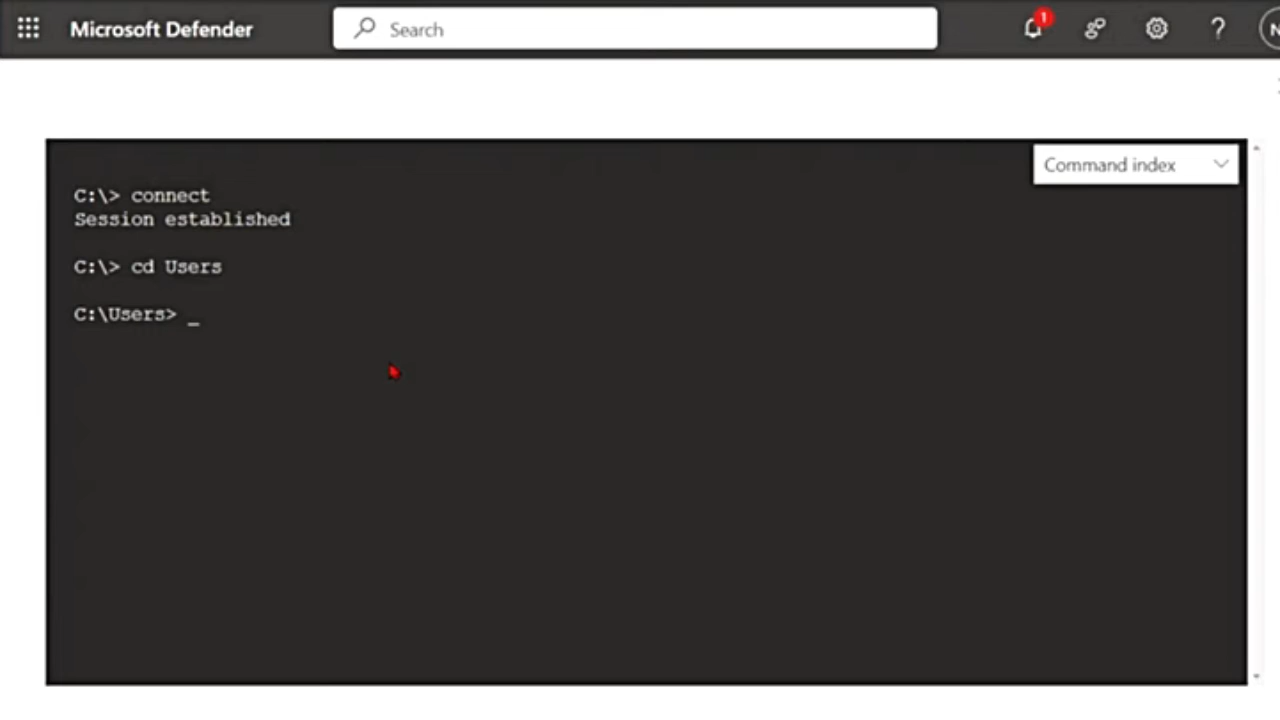 Microsoft Defender
Search
1
N
Command index
C:\> connect
Session established
C:\> cd Users
C:\Users> _